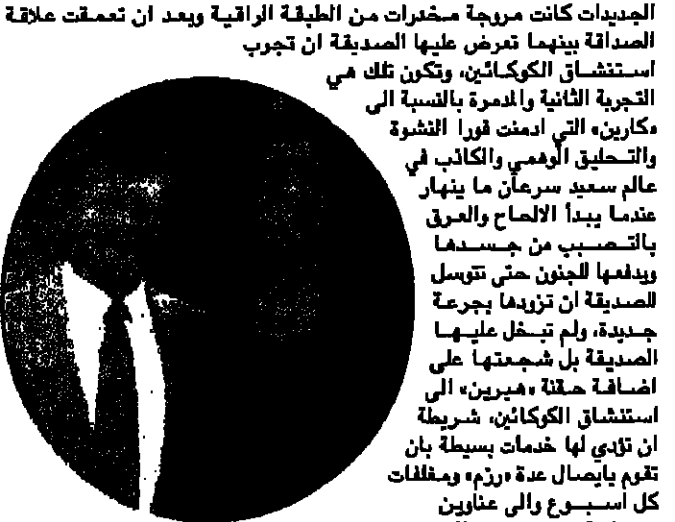 الجديدات كانت مروجة مخدرات من الطبقة الراقية وبعد ان تعمقت علاقة
الصداقة بينهما تعرض عليها الصديقة ان تجرب
استنشاق الكوكائين، وتكون تلك هي
التجربة الثانية والمدمرة بالنسبة الى
«كارين» التي ادمنت فورا النشوة
والتحليق الوهمي والكاذب في
عالم سعيد سرعان ما ينهار
عندما يبدأ الالحاح والعرق
بالتصبب من جسدها
ويدفعها للجنون حتى تتوسل
للصديقة ان تزودها بجرعة
جديدة، ولم تبخل عليها
الصديقة بل شجعتها على
اضافة حقنة «هيرين» الى
استنشاق الكوكائين، شريطة
ان تؤدي لها خدمات بسيطة بان
تقوم بايصال عدة «رزم» ومغلفات
كل اسبوع والى عناوين